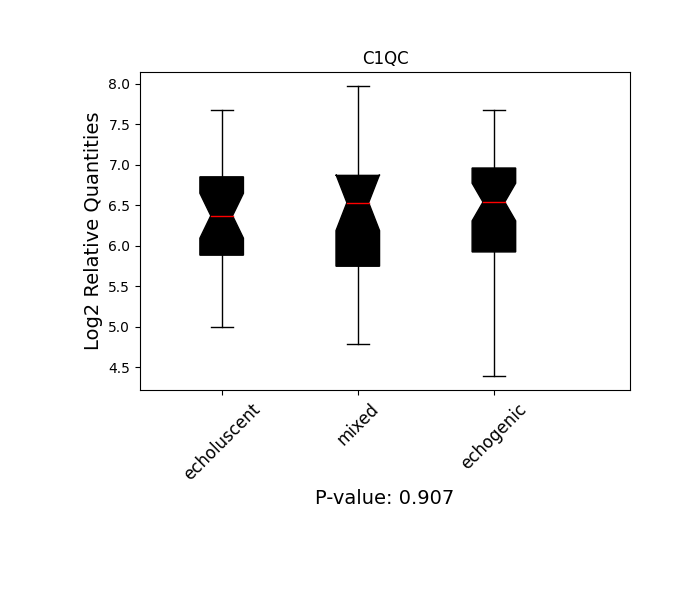 C1QC
Log2 Relative Quantities
8.0
7.5
7.0
6.5
6.0
5.5
5.0
4.5
echoluscent
mixed
echogenic
P-value: 0.907